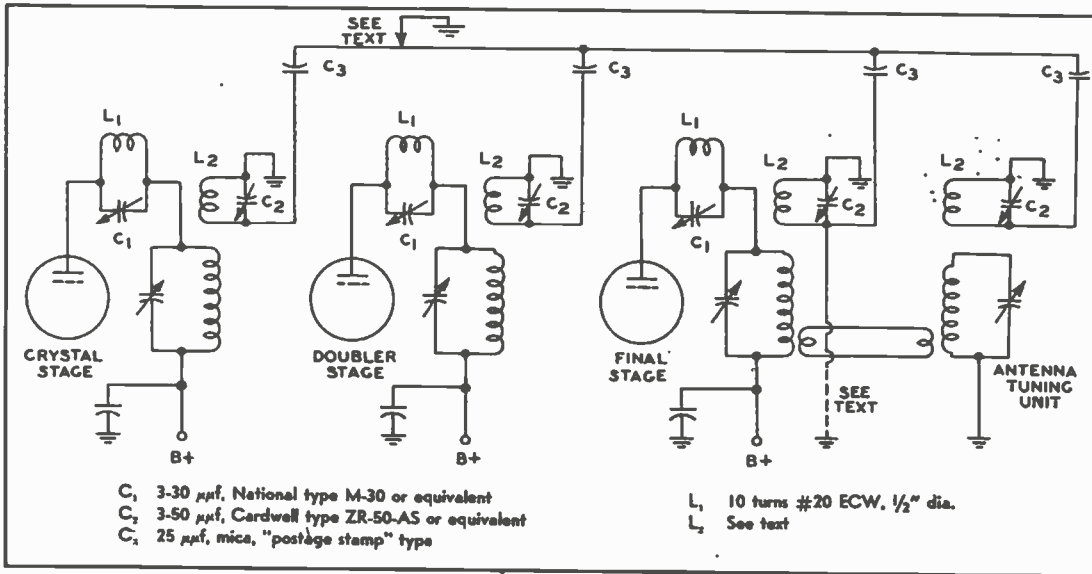 SEE
TEXT
C3
C3
C3
C3
L1
L1
L1
L2
L2
L2
L2
C2
C2
C2
C2
C1
C1
C1
CRYSTAL
STAGE
DOUBLER
STAGE
FINAL
STAGE
SEE
TEXT
ANTENNA
TUNING
UNIT
B+
B+
B+
C₁ 3-30 μμf, National type M-30 or equivalent
C₂ 3-50 μμf, Cardwell type ZR-50-AS or equivalent
C₃ 25 μμf, mica, "postage stamp" type
L₁ 10 turns #20 ECW, 1/2" dia.
L₂ See text